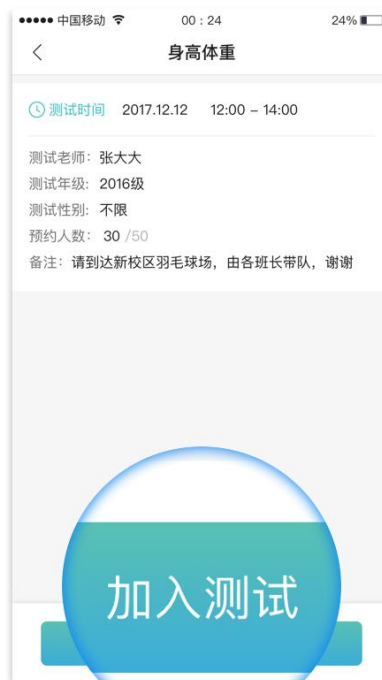 中国移动 00 : 24 24%
身高体重
测试时间 2017.12.12 12:00 – 14:00
测试老师：张大大
测试年级: 2016级
测试性别: 不限
预约人数： 30 /50
备注：请到达新校区羽毛球场，由各班长带队，谢谢
加入测试